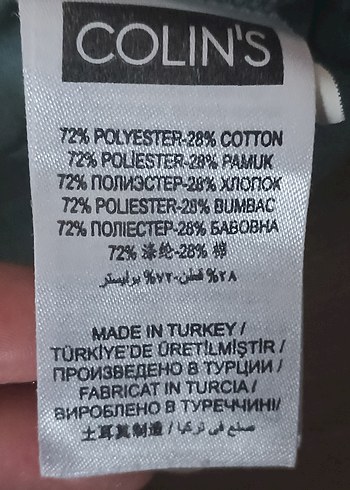 COLIN'S
72% POLYESTER-28% COTTON
72% POLİESTER-28% PAMUK
72% ПОЛИЭСТЕР-28% ХЛОПОК
72% POLIESTER-28% BUMBAC
72% ПОЛІЕСТЕР-28% БАВОВНА
72% 涤纶-28% 棉
٢٨% قطن-٧٢% بوليستر
MADE IN TURKEY /
TÜRKİYE'DE ÜRETİLMİŞTİR /
ПРОИЗВЕДЕНО В ТУРЦИИ /
FABRICAT IN TURCIA /
ВИРОБЛЕНО В ТУРЕЧЧИНІ/
土耳其制造 / صنع في تركيا